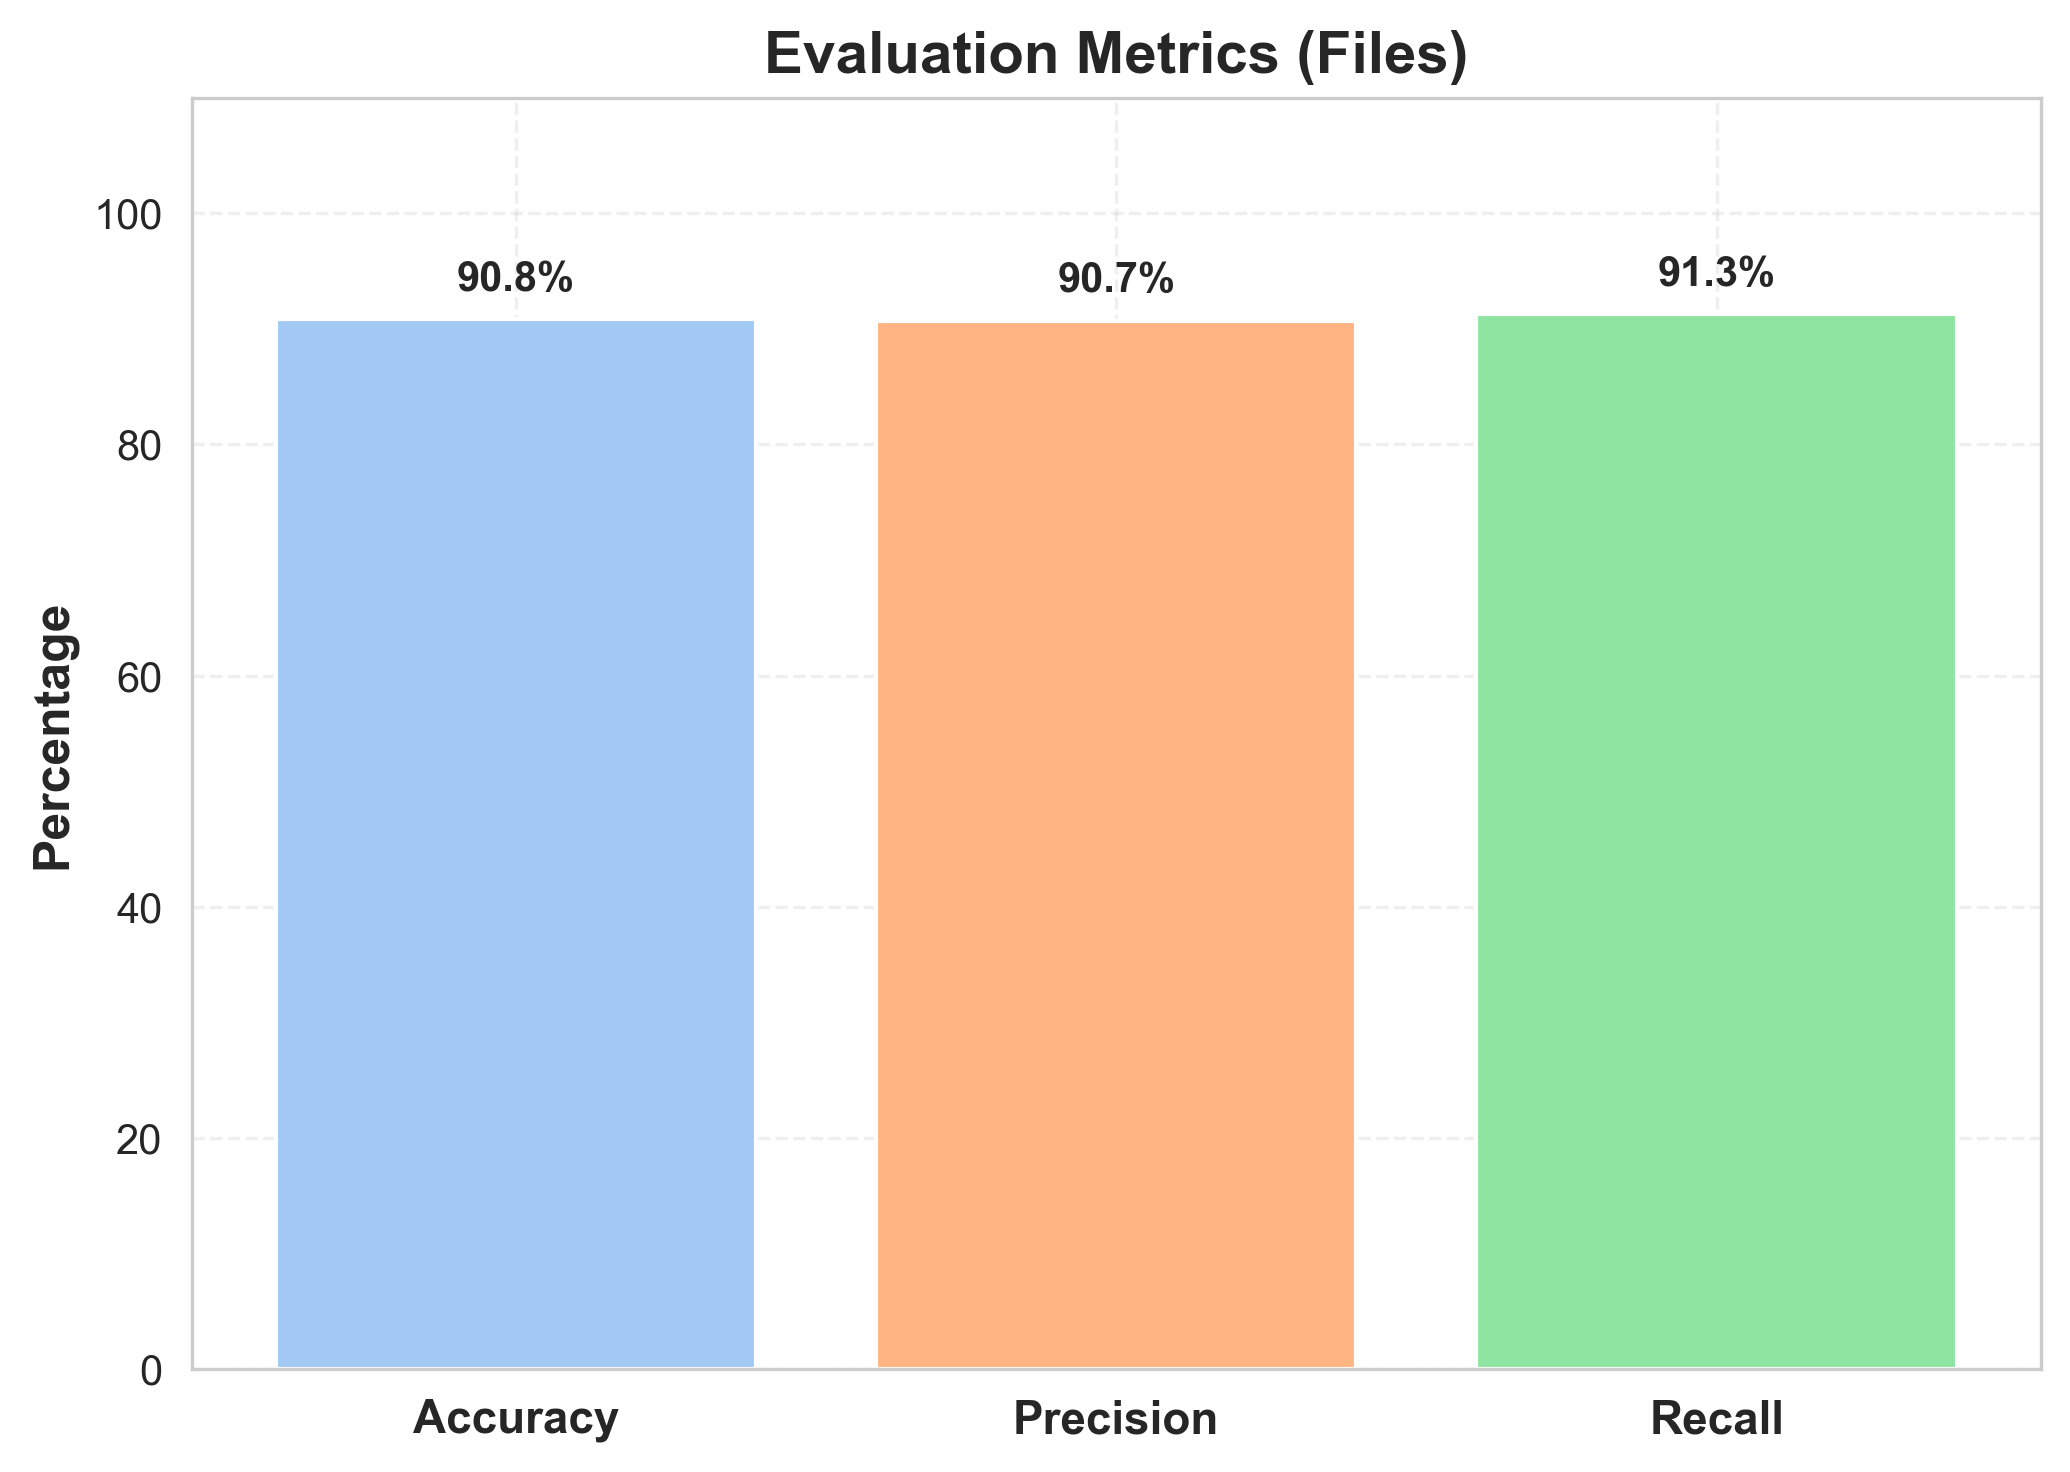 Evaluation Metrics (Files)
Percentage
100
80
60
40
20
0
90.8%
90.7%
91.3%
Accuracy
Precision
Recall